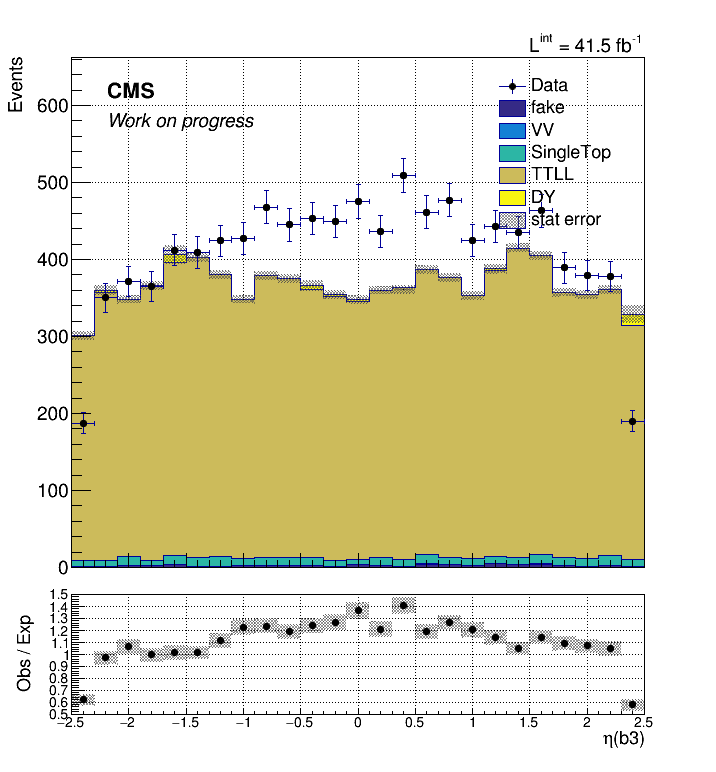 L^int = 41.5 fb^-1
Events
CMS
Work on progress
Data
fake
VV
SingleTop
TTLL
DY
stat error
600
500
400
300
200
100
0
Obs / Exp
1.5
1.4
1.3
1.2
1.1
1
0.9
0.8
0.7
0.6
0.5
−2.5 −2 −1.5 −1 −0.5 0 0.5 1 1.5 2 2.5
η(b3)